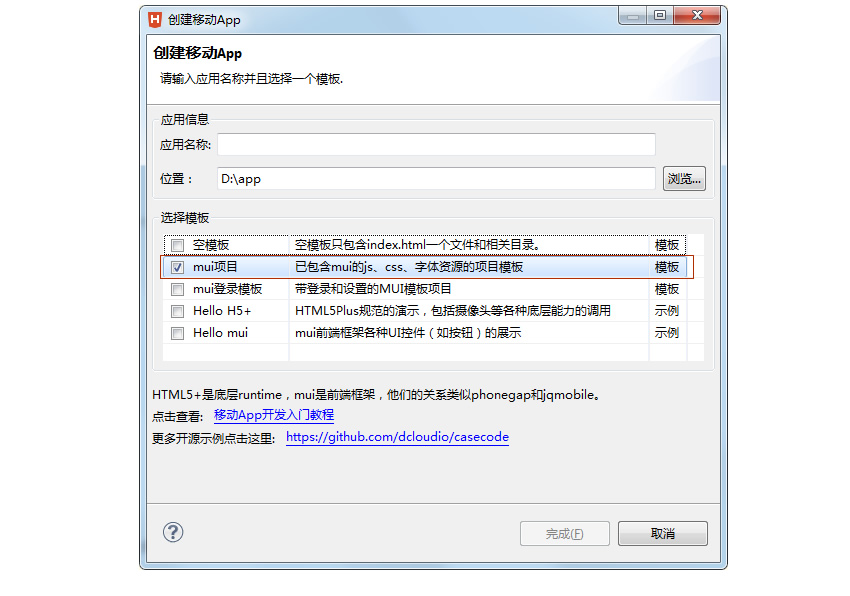 创建移动App
创建移动App
请输入应用名称并且选择一个模板.
应用信息
应用名称:
位置： D:\app 浏览...
选择模板
空模板 空模板只包含index.html一个文件和相关目录。 模板
mui项目 已包含mui的js、css、字体资源的项目模板 模板
mui登录模板 带登录和设置的MUI模板项目 模板
Hello H5+ HTML5Plus规范的演示，包括摄像头等各种底层能力的调用 示例
Hello mui mui前端框架各种UI控件（如按钮）的展示 示例
HTML5+是底层runtime，mui是前端框架，他们的关系类似phonegap和jqmobile。
点击查看: 移动App开发入门教程
更多开源示例点击这里: https://github.com/dcloudio/casecode
完成(F) 取消